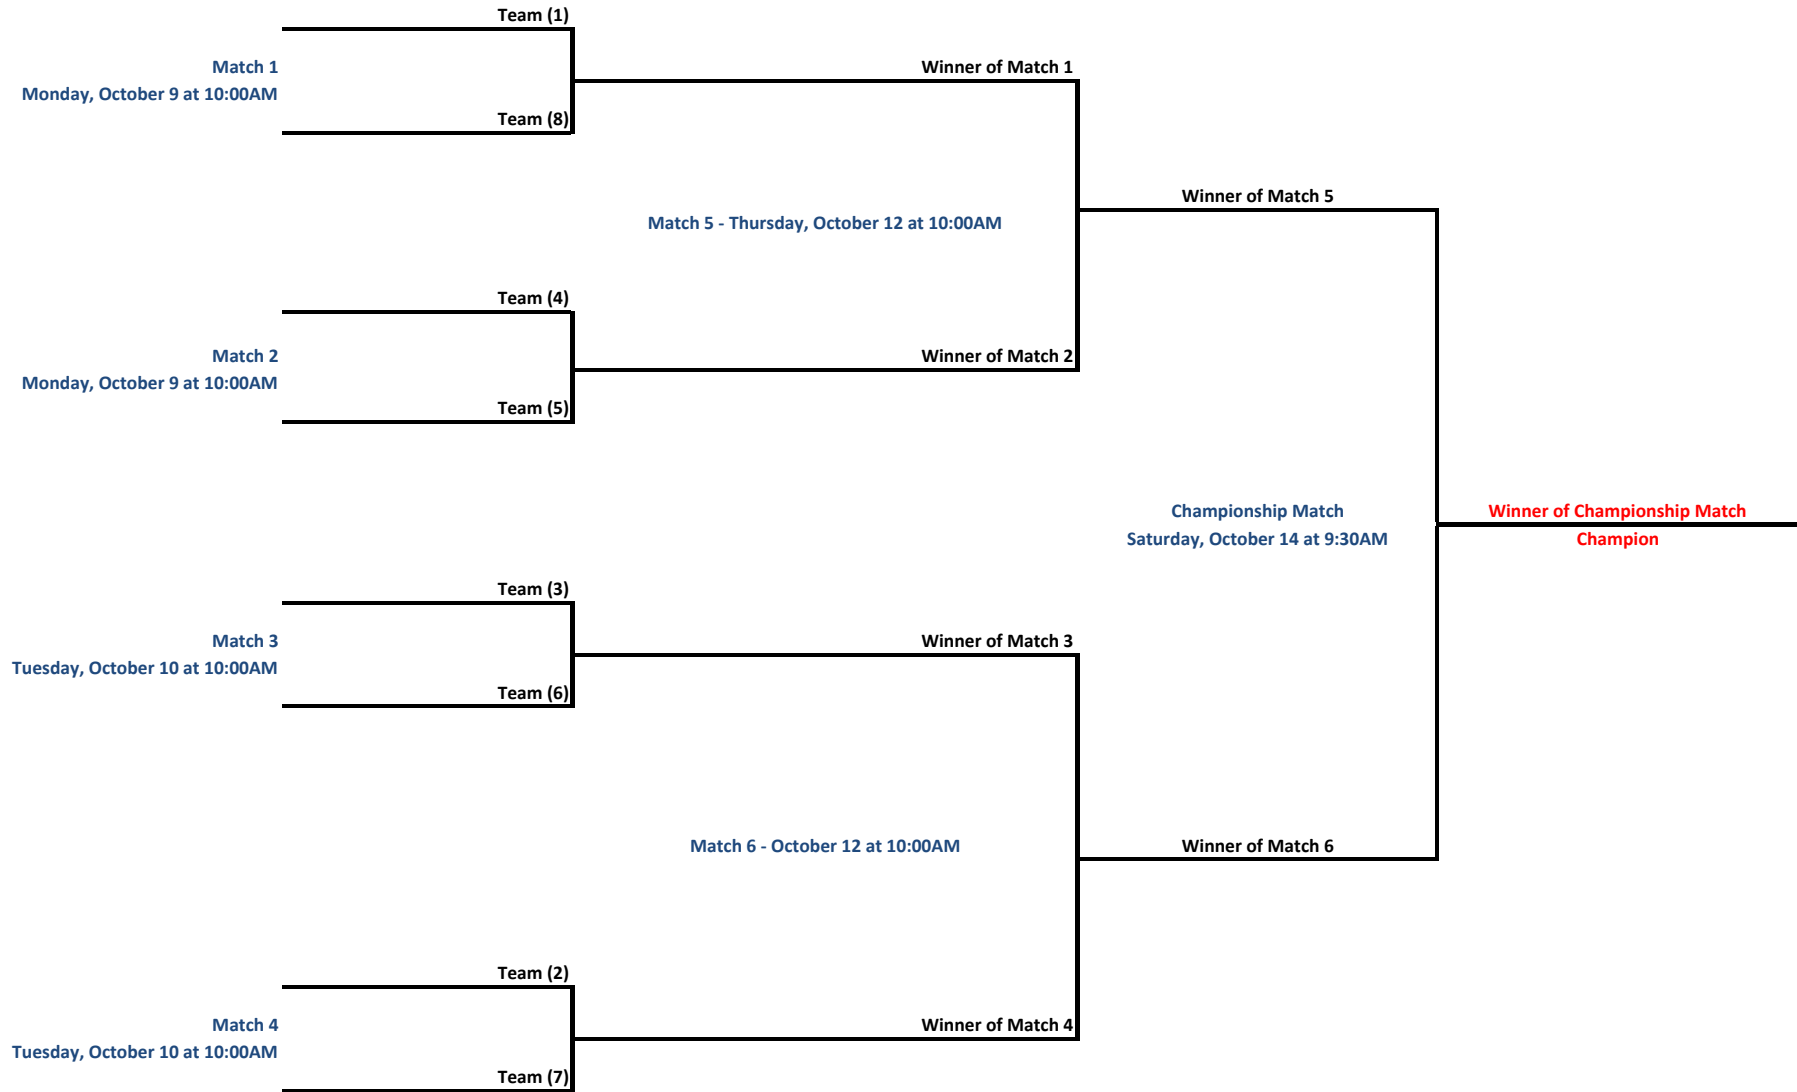 Team (1)
Match 1
Monday, October 9 at 10:00AM
Team (8)
Winner of Match 1
Match 5 - Thursday, October 12 at 10:00AM
Team (4)
Match 2
Monday, October 9 at 10:00AM
Team (5)
Winner of Match 2
Winner of Match 5
Championship Match
Saturday, October 14 at 9:30AM
Winner of Championship Match
Champion
Team (3)
Match 3
Tuesday, October 10 at 10:00AM
Team (6)
Winner of Match 3
Match 6 - October 12 at 10:00AM
Winner of Match 6
Team (2)
Match 4
Tuesday, October 10 at 10:00AM
Team (7)
Winner of Match 4